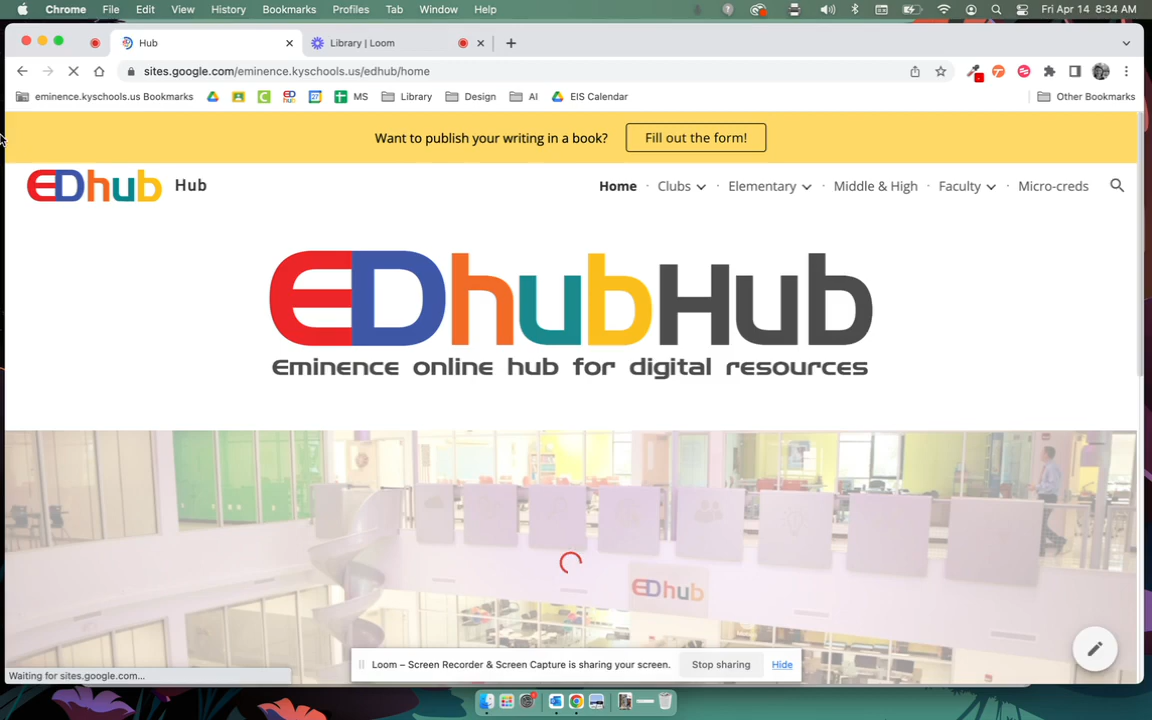 Chrome File Edit View History Bookmarks Profiles Tab Window Help Fri Apr 14 8:34 AM
Hub Library | Loom
sites.google.com/eminence.kyschools.us/edhub/home
eminence.kyschools.us Bookmarks MS Library Design AI EIS Calendar Other Bookmarks
Want to publish your writing in a book? Fill out the form!
EDhub Hub Home Clubs Elementary Middle & High Faculty Micro-creds
EDhubHub
Eminence online hub for digital resources
EDhub
Loom – Screen Recorder & Screen Capture is sharing your screen. Stop sharing Hide
Waiting for sites.google.com...